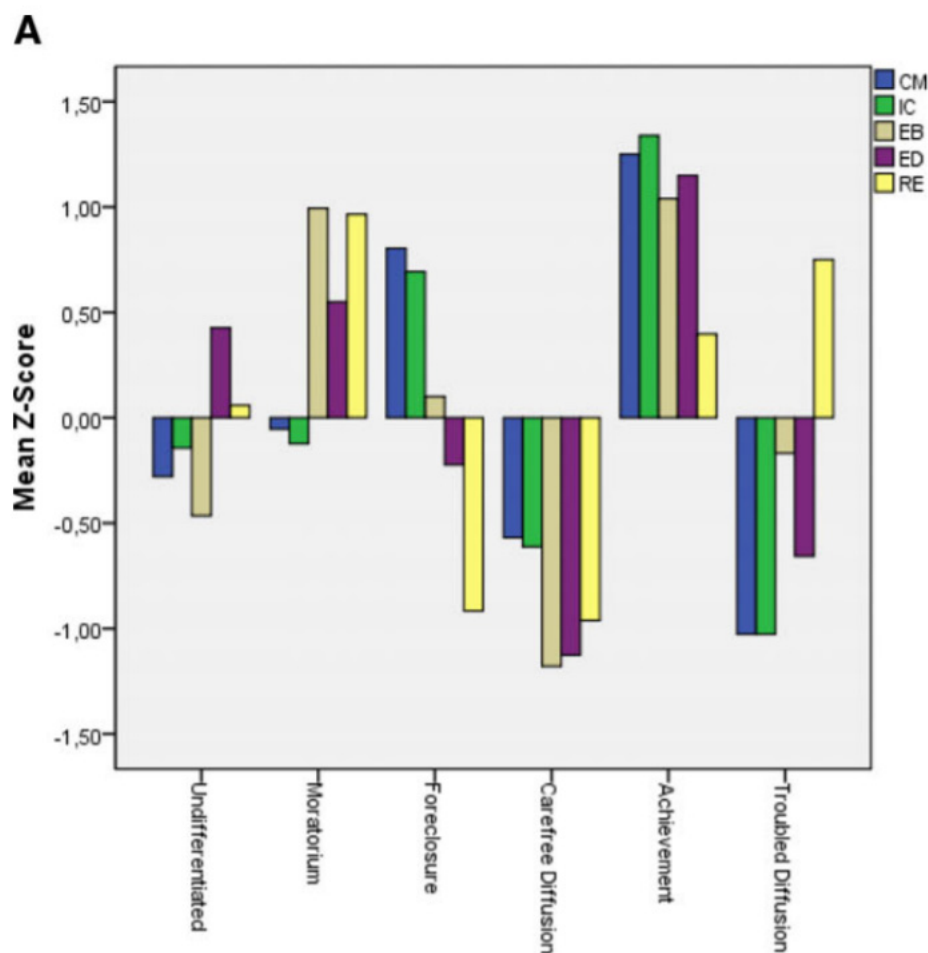 A
CM
IC
EB
ED
RE
1,50
1,00
0,50
0,00
-0,50
-1,00
-1,50
Mean Z-Score
Undifferentiated
Moratorium
Foreclosure
Carefree Diffusion
Achievement
Troubled Diffusion